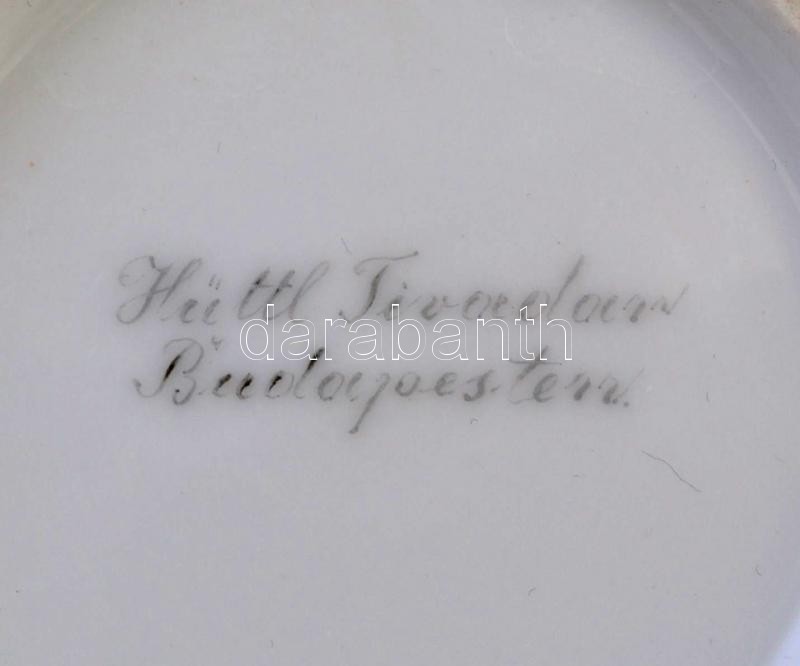 Hüttl Tivadar
darabanth
Budapesten.